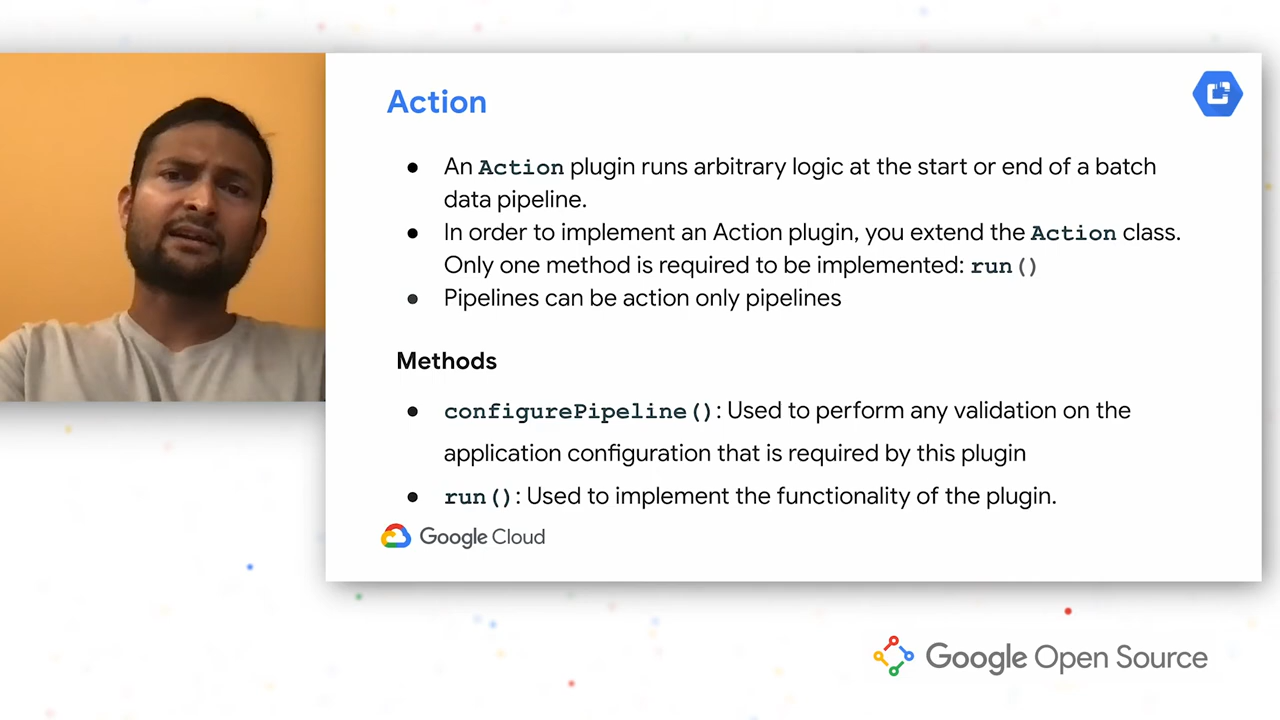 Action
● An Action plugin runs arbitrary logic at the start or end of a batch
data pipeline.
● In order to implement an Action plugin, you extend the Action class.
Only one method is required to be implemented: run()
● Pipelines can be action only pipelines
Methods
● configurePipeline(): Used to perform any validation on the
application configuration that is required by this plugin
● run(): Used to implement the functionality of the plugin.
Google Cloud
Google Open Source